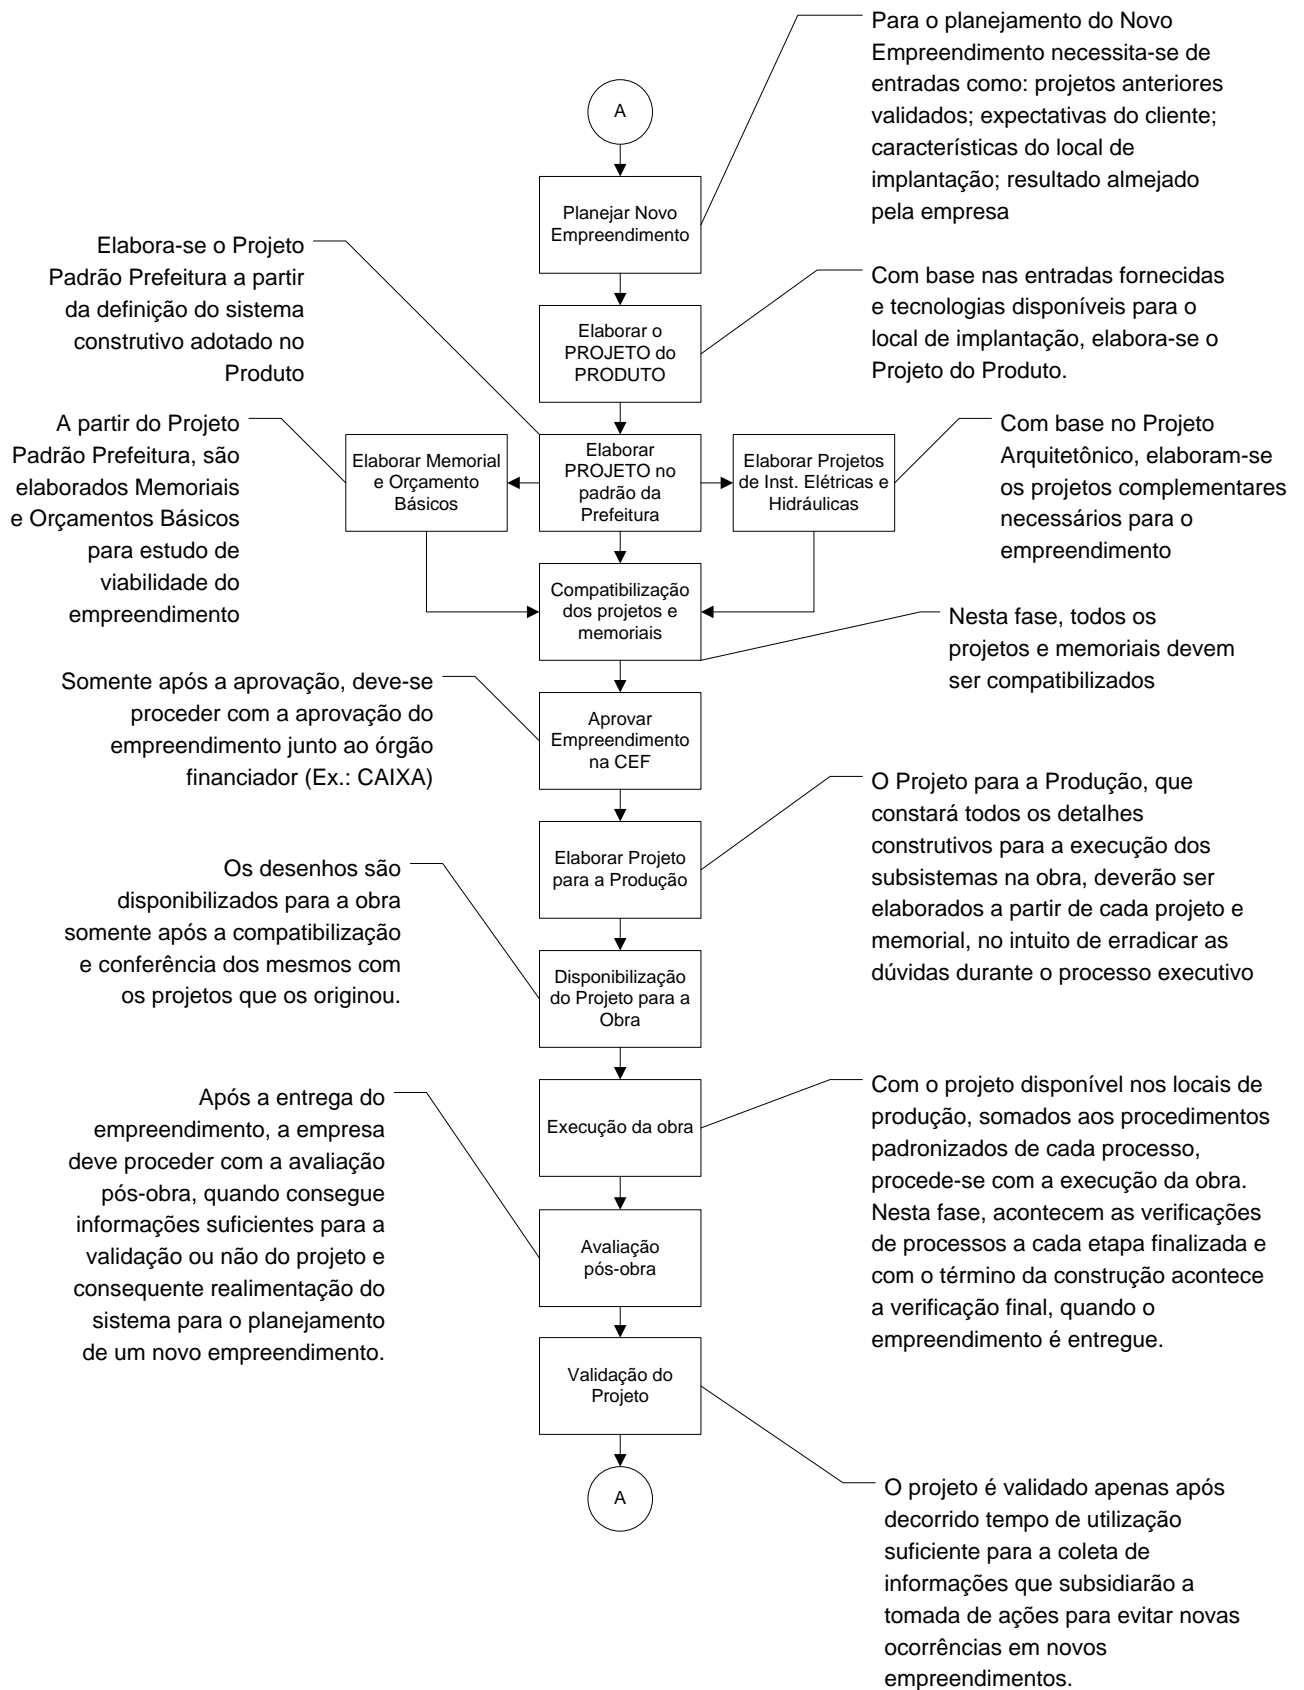 Para o planejamento do Novo
Empreendimento necessita-se de
entradas como: projetos anteriores
validados; expectativas do cliente;
características do local de
implantação; resultado almejado
pela empresa
A
Planejar Novo
Empreendimento
Elabora-se o Projeto
Padrão Prefeitura a partir
da definição do sistema
construtivo adotado no
Produto
Com base nas entradas fornecidas
e tecnologias disponíveis para o
local de implantação, elabora-se o
Projeto do Produto.
Elaborar o
PROJETO do
PRODUTO
A partir do Projeto
Padrão Prefeitura, são
elaborados Memoriais
e Orçamentos Básicos
para estudo de
viabilidade do
empreendimento
Elaborar Memorial
e Orçamento
Básicos
Elaborar
PROJETO no
padrão da
Prefeitura
Elaborar Projetos
de Inst. Elétricas e
Hidráulicas
Com base no Projeto
Arquitetônico, elaboram-se
os projetos complementares
necessários para o
empreendimento
Compatibilização
dos projetos e
memoriais
Nesta fase, todos os
projetos e memoriais devem
ser compatibilizados
Somente após a aprovação, deve-se
proceder com a aprovação do
empreendimento junto ao órgão
financiador (Ex.: CAIXA)
Aprovar
Empreendimento
na CEF
O Projeto para a Produção, que
constará todos os detalhes
construtivos para a execução dos
subsistemas na obra, deverão ser
elaborados a partir de cada projeto e
memorial, no intuito de erradicar as
dúvidas durante o processo executivo
Elaborar Projeto
para a Produção
Os desenhos são
disponibilizados para a obra
somente após a compatibilização
e conferência dos mesmos com
os projetos que os originou.
Disponibilização
do Projeto para a
Obra
Com o projeto disponível nos locais de
produção, somados aos procedimentos
padronizados de cada processo,
procede-se com a execução da obra.
Nesta fase, acontecem as verificações
de processos a cada etapa finalizada e
com o término da construção acontece
a verificação final, quando o
empreendimento é entregue.
Execução da obra
Após a entrega do
empreendimento, a empresa
deve proceder com a avaliação
pós-obra, quando consegue
informações suficientes para a
validação ou não do projeto e
consequente realimentação do
sistema para o planejamento
de um novo empreendimento.
Avaliação
pós-obra
Validação do
Projeto
A
O projeto é validado apenas após
decorrido tempo de utilização
suficiente para a coleta de
informações que subsidiarão a
tomada de ações para evitar novas
ocorrências em novos
empreendimentos.